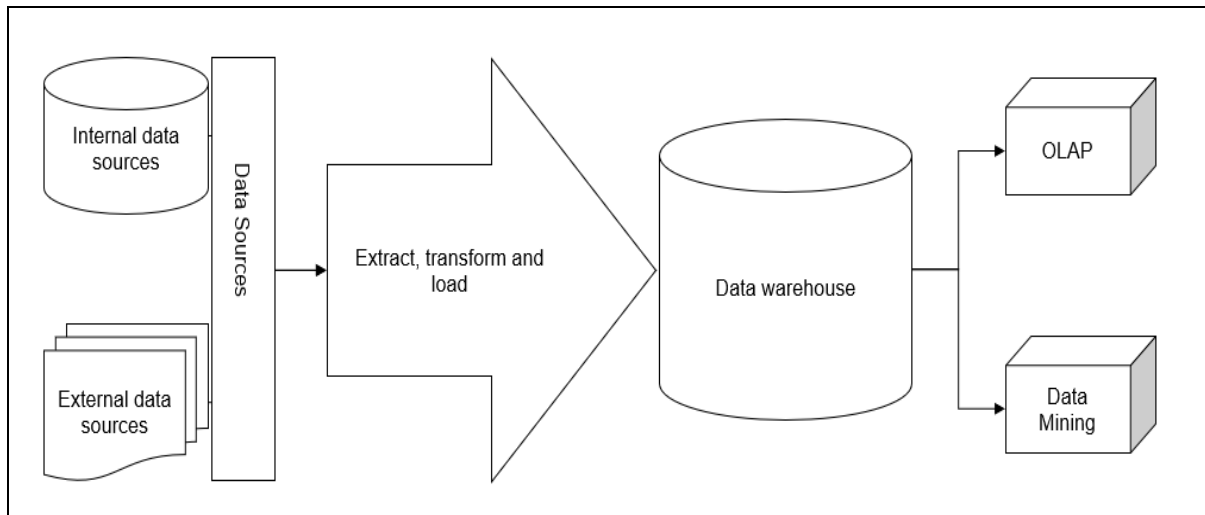 Internal data
sources
External data
sources
Data Sources
Extract, transform and
load
Data warehouse
OLAP
Data
Mining